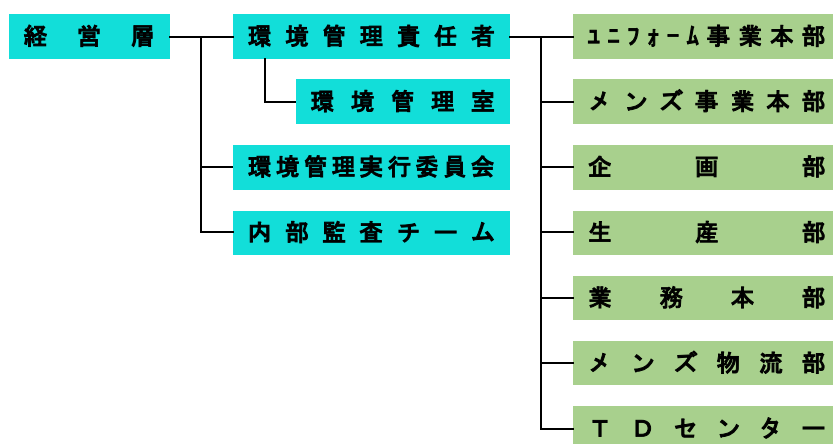 経営層
環境管理責任者
環境管理室
環境管理実行委員会
内部監査チーム
ユニフォーム事業本部
メンズ事業本部
企画部
生産部
業務本部
メンズ物流部
ＴＤセンター